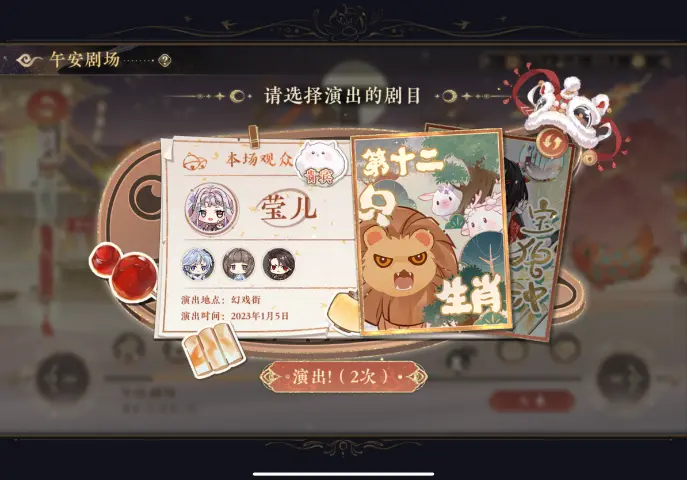 午安剧场
请选择演出的剧目
本场观众
贵宾
莹儿
演出地点：幻戏街
演出时间：2023年1月5日
第十二
只
生肖
演出!（2次）